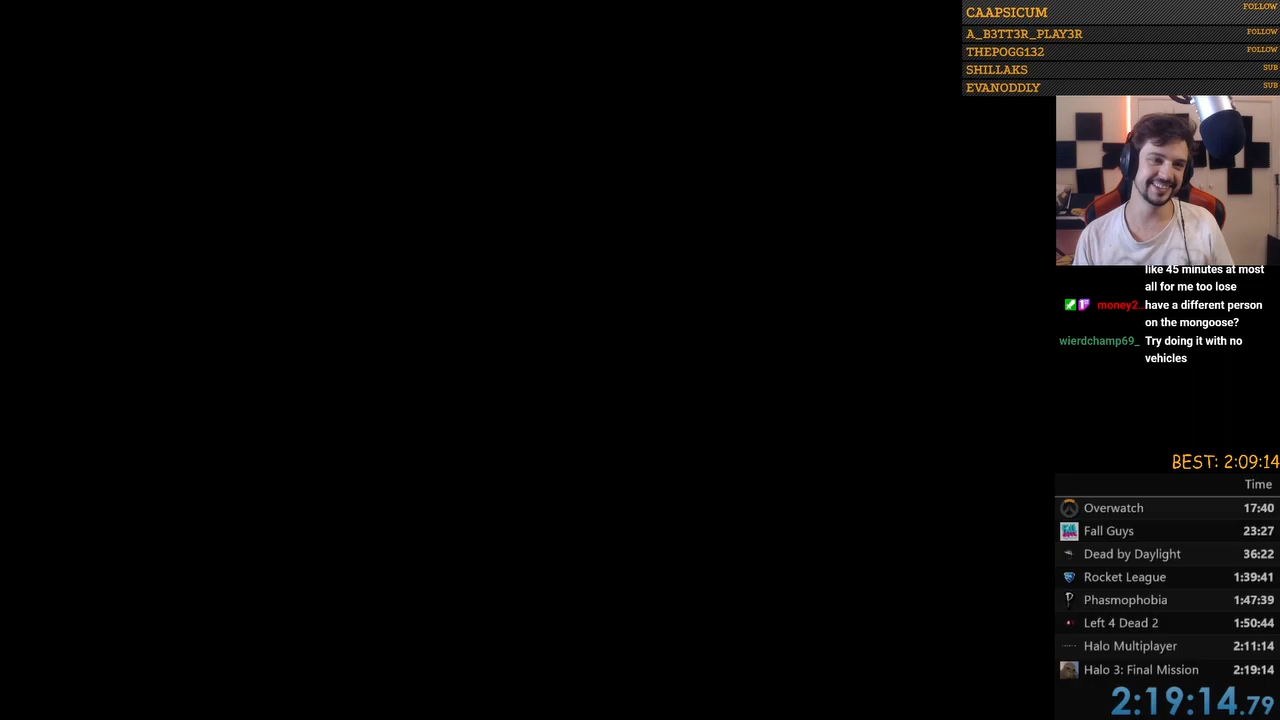 CAAPSICUM FOLLOW
A_B3TT3R_PLAY3R FOLLOW
THEPOGG132 FOLLOW
SHILLAKS SUB
EVANODDLY SUB
like 45 minutes at most
all for me too lose
money2.. have a different person
on the mongoose?
wierdchamp69_ Try doing it with no
vehicles
BEST: 2:09:14
Time
Overwatch 17:40
Fall Guys 23:27
Dead by Daylight 36:22
Rocket League 1:39:41
Phasmophobia 1:47:39
Left 4 Dead 2 1:50:44
Halo Multiplayer 2:11:14
Halo 3: Final Mission 2:19:14
2:19:14.79